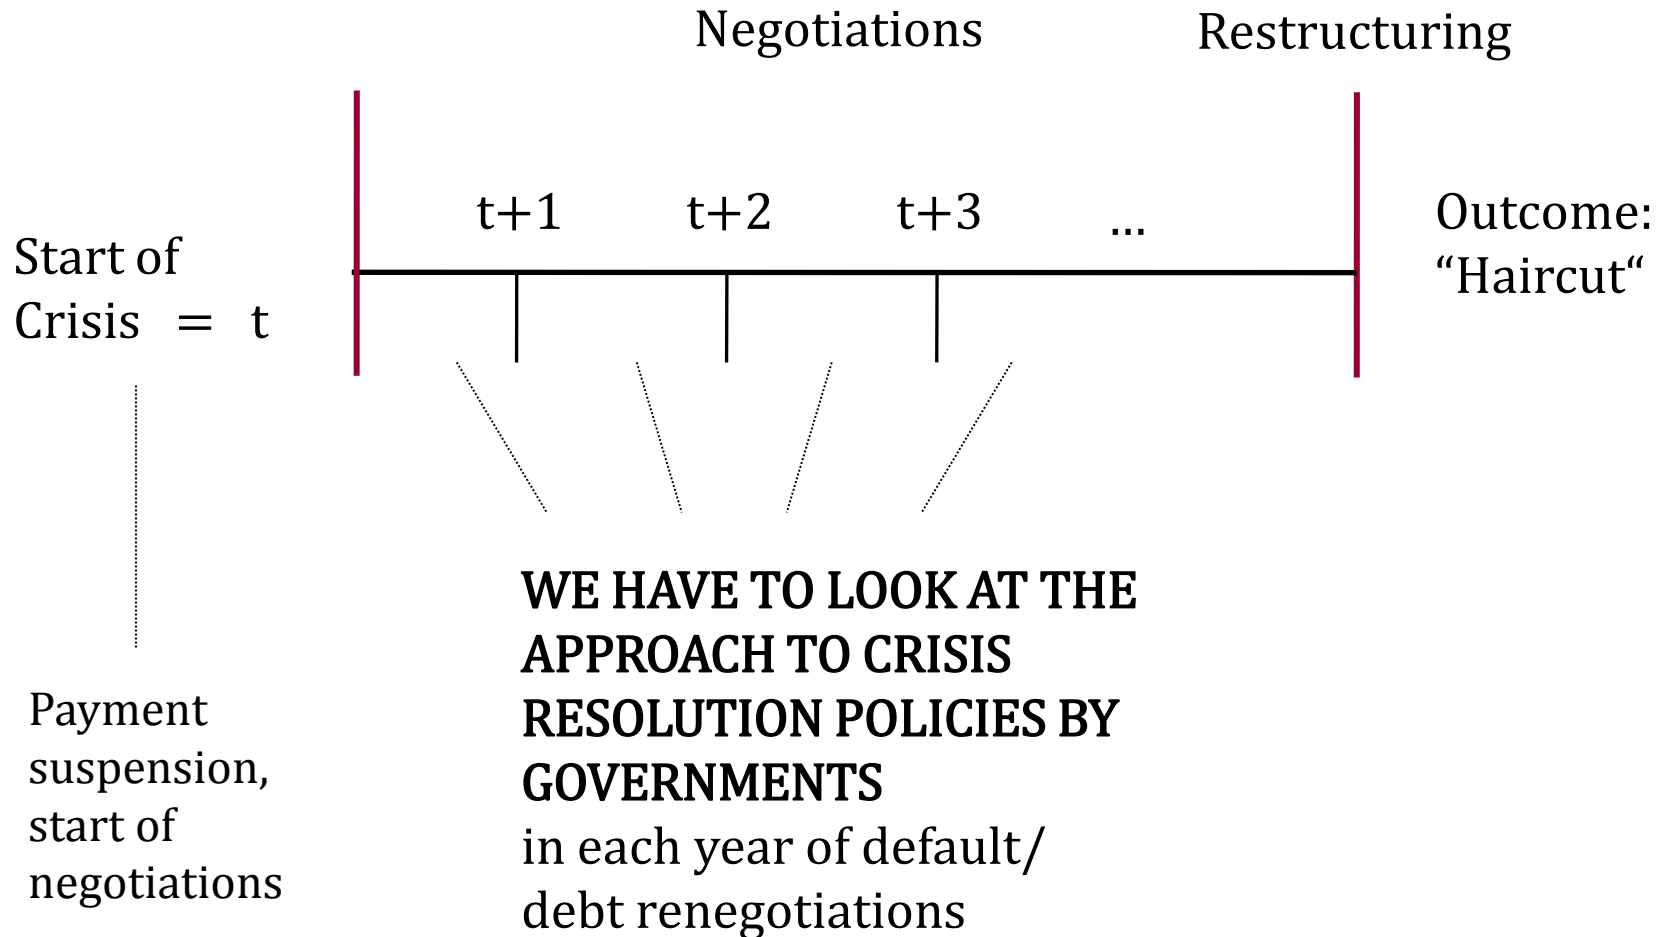 Negotiations
Restructuring
t+1
t+2
t+3
...
Outcome:
“Haircut“
Start of
Crisis = t
WE HAVE TO LOOK AT THE
APPROACH TO CRISIS
RESOLUTION POLICIES BY
GOVERNMENTS
in each year of default/
debt renegotiations
Payment
suspension,
start of
negotiations